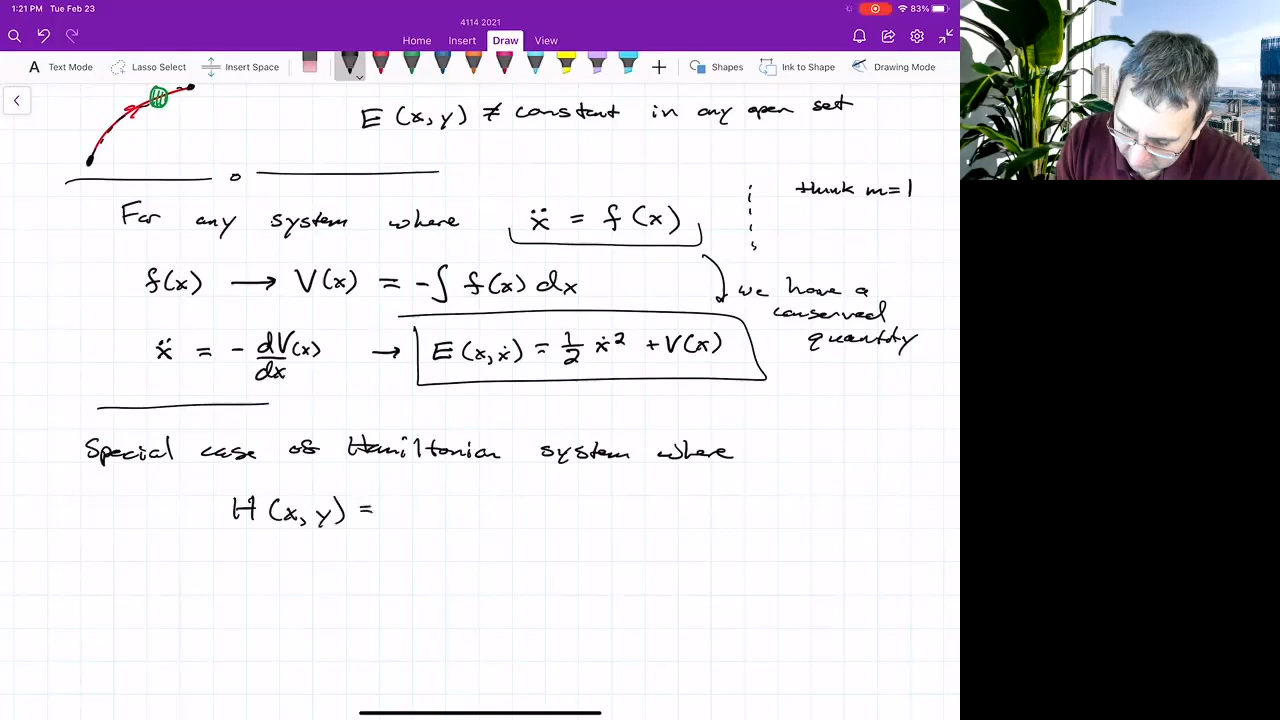 1:21 PM Tue Feb 23
83%
4114 2021
Home Insert Draw View
Text Mode Lasso Select Insert Space Shapes Ink to Shape Drawing Mode
E (x, y) ≠ constant in any open set
think m=1
For any system where ẍ = f(x)
f(x) → V(x) = -∫ f(x) dx
we have a
conserved
quantity
ẍ = - dV(x)/dx → E(x, ẋ) = 1/2 ẋ² + V(x)
Special case of Hamiltonian system where
H (x, y) =